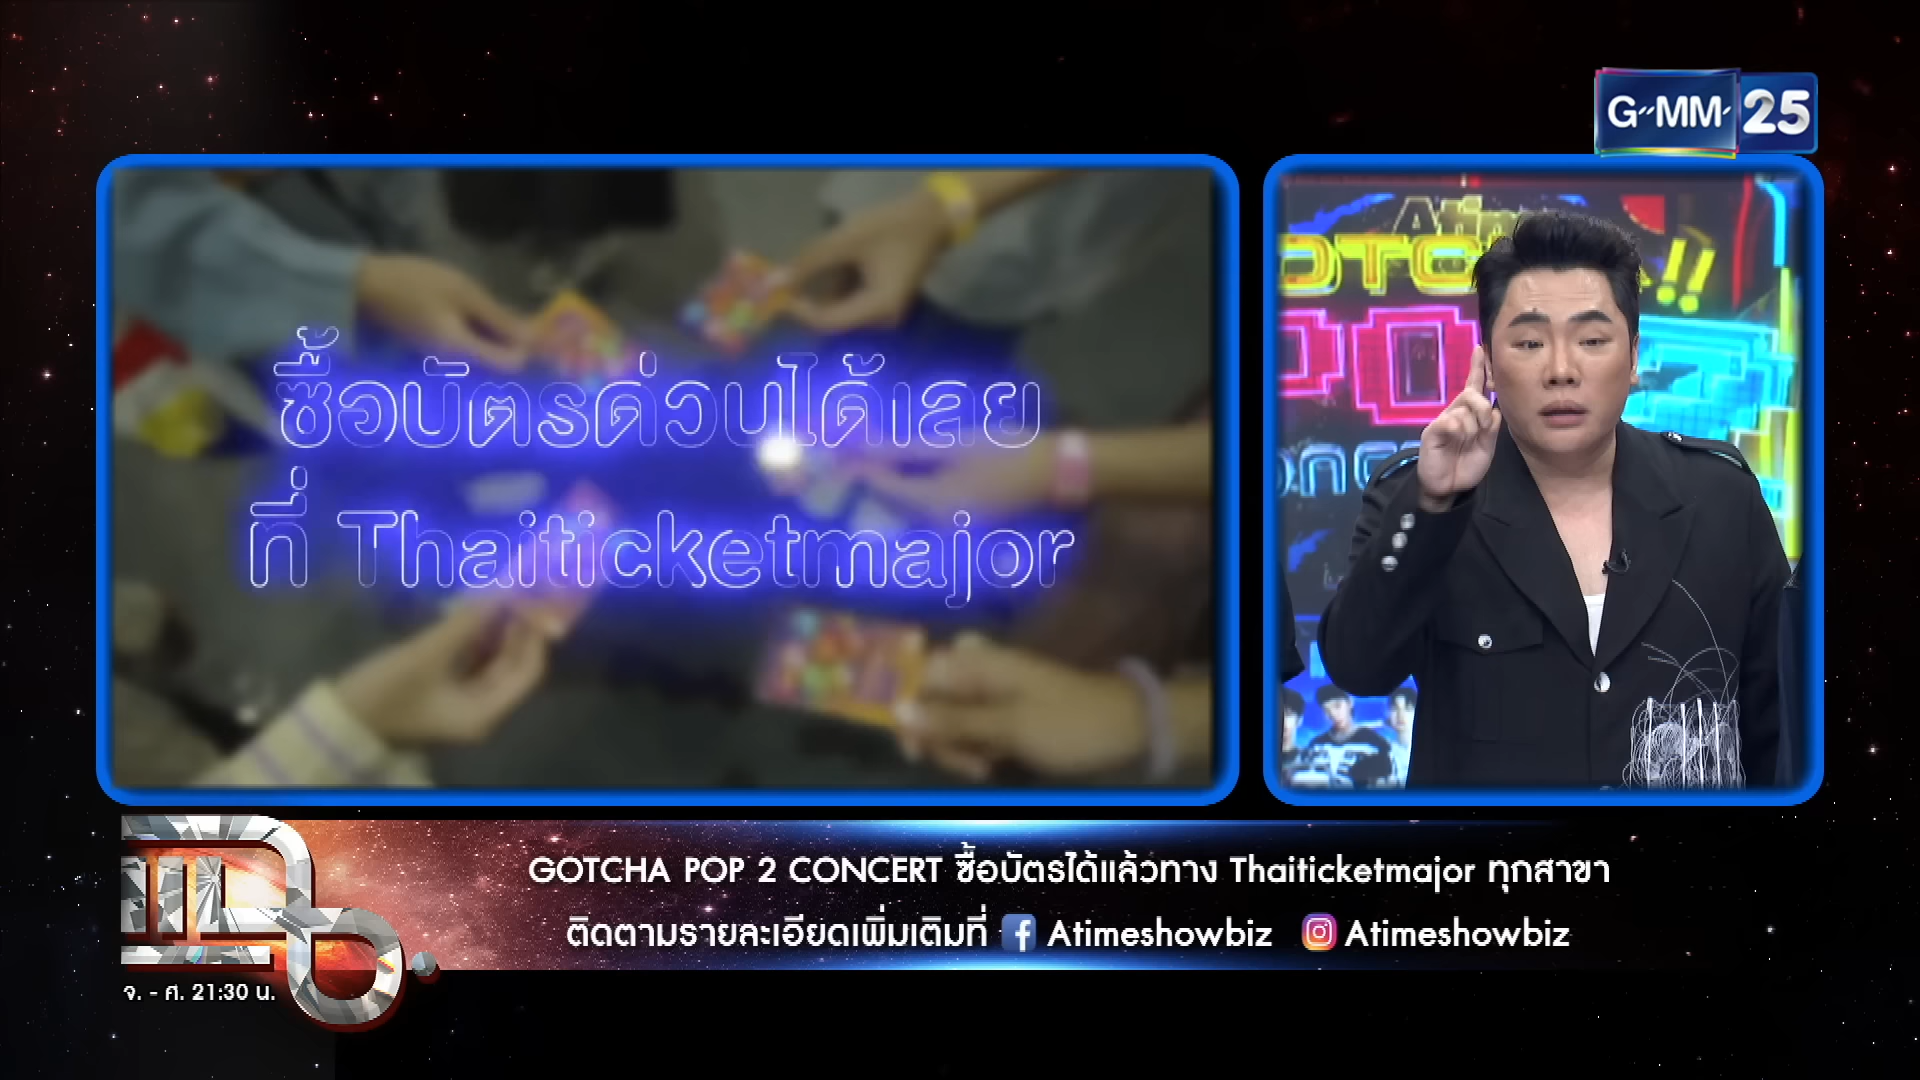 GMM 25
ซื้อบัตรด่วนได้เลย
ที่ Thaiticketmajor
แฉ.
จ. - ศ. 21:30 น.
GOTCHA POP 2 CONCERT ซื้อบัตรได้แล้วทาง Thaiticketmajor ทุกสาขา
ติดตามรายละเอียดเพิ่มเติมที่ Atimeshowbiz Atimeshowbiz